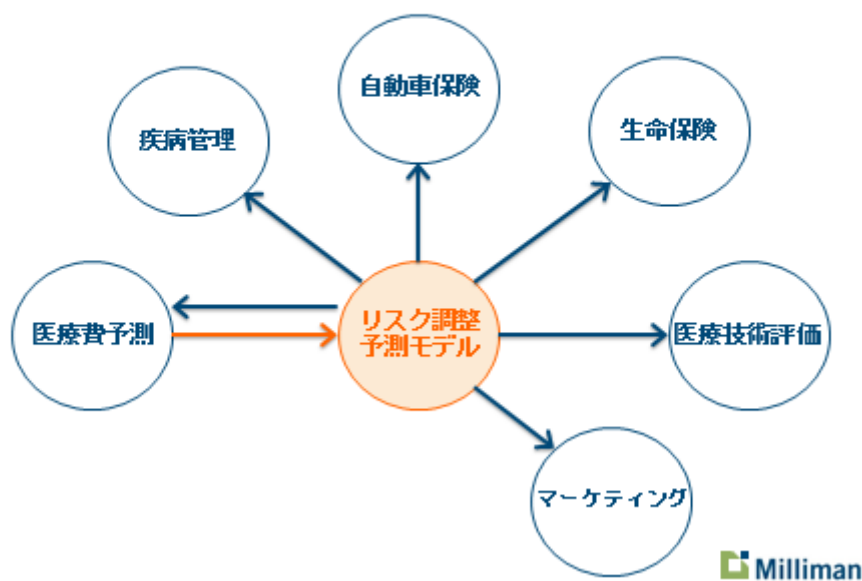 自動車保険
疾病管理
生命保険
医療費予測
リスク調整
予測モデル
医療技術評価
マーケティング
Milliman